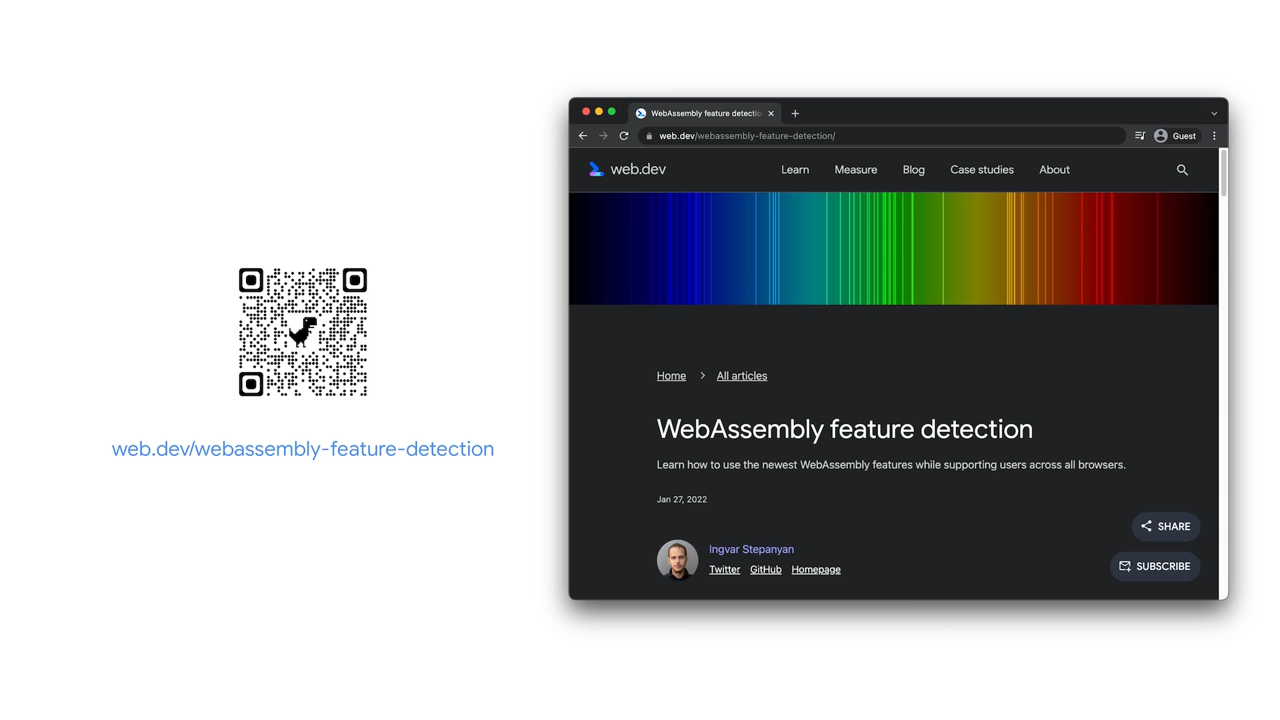 web.dev/webassembly-feature-detection
WebAssembly feature detectio
web.dev/webassembly-feature-detection/
Guest
web.dev
Learn
Measure
Blog
Case studies
About
Home
All articles
WebAssembly feature detection
Learn how to use the newest WebAssembly features while supporting users across all browsers.
Jan 27, 2022
SHARE
Ingvar Stepanyan
Twitter GitHub Homepage
SUBSCRIBE